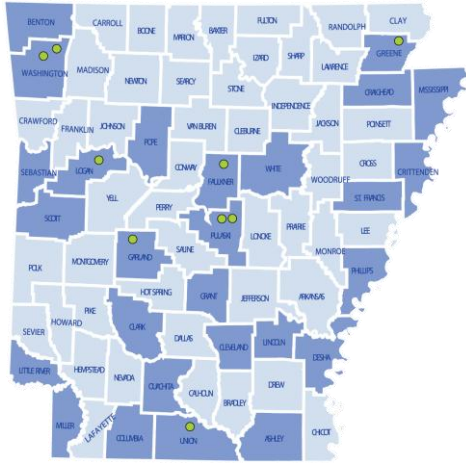 BENTON
CARROLL
BOONE
MARION
BAXTER
FULTON
RANDOLPH
CLAY
IZARD
SHARP
GREENE
WASHINGTON
MADISON
NEWTON
SEARCY
STONE
LAWRENCE
INDEPENDENCE
CRAIGHEAD
MISSISSIPPI
CRAWFORD
FRANKLIN
JOHNSON
POPE
VAN BUREN
CLEBURNE
JACKSON
POINSETT
SEBASTIAN
LOGAN
CONWAY
FAULKNER
WHITE
WOODRUFF
CROSS
CRITTENDEN
ST. FRANCIS
SCOTT
YELL
PERRY
PULASKI
LONOKE
PRAIRIE
MONROE
LEE
POLK
MONTGOMERY
GARLAND
SALINE
PHILLIPS
HOT SPRING
GRANT
JEFFERSON
ARKANSAS
SEVIER
HOWARD
PIKE
CLARK
DALLAS
CLEVELAND
LINCOLN
DESHA
LITTLE RIVER
HEMPSTEAD
NEVADA
OUACHITA
CALHOUN
BRADLEY
DREW
MILLER
LAFAYETTE
COLUMBIA
UNION
ASHLEY
CHICOT